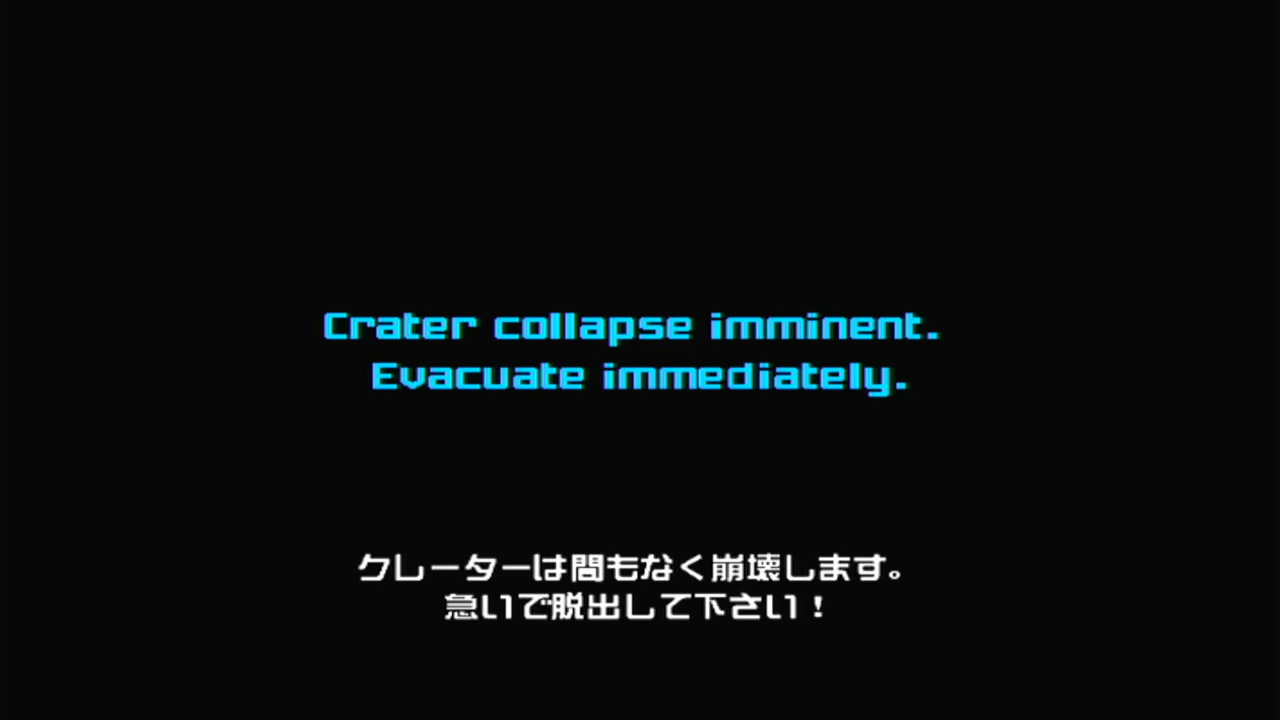 Crater collapse imminent.
Evacuate immediately.
クレーターは間もなく崩壊します。
急いで脱出して下さい！